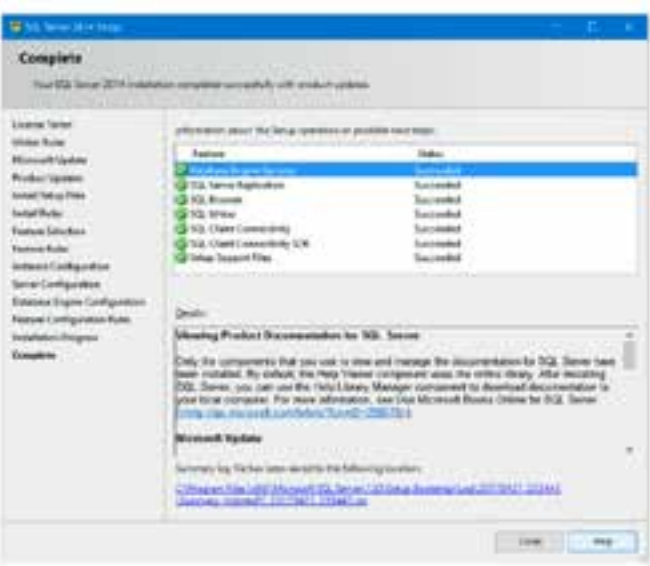 SQL Server 2014 Setup
Complete
Your SQL Server 2014 installation completed successfully with product updates.
License Terms
Global Rules
Microsoft Update
Product Updates
Install Setup Files
Install Rules
Feature Selection
Feature Rules
Instance Configuration
Server Configuration
Database Engine Configuration
Feature Configuration Rules
Installation Progress
Complete
Information about the Setup operation or possible next steps:
Feature Status
Database Engine Services Succeeded
SQL Server Replication Succeeded
SQL Browser Succeeded
SQL Writer Succeeded
SQL Client Connectivity Succeeded
SQL Client Connectivity SDK Succeeded
Setup Support Files Succeeded
Details:
Viewing Product Documentation for SQL Server
Only the components that you use to view and manage the documentation for SQL Server have
been installed. By default, the Help Viewer component uses the online library. After installing
SQL Server, you can use the Help Library Manager component to download documentation to
your local computer. For more information, see Use Microsoft Books Online for SQL Server
Microsoft Update
Summary log file has been saved to the following location:
Close Help